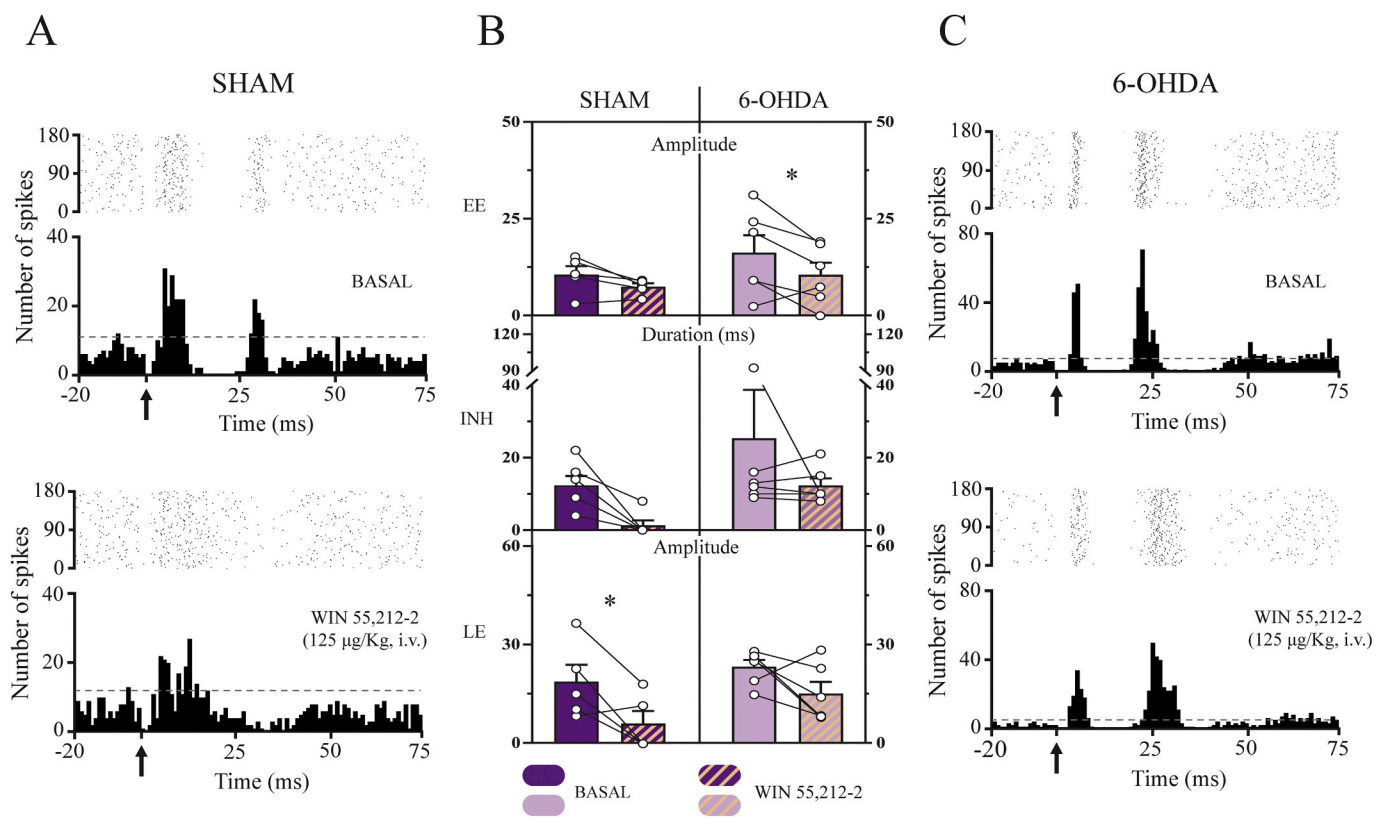 A
B
C
SHAM
SHAM
6-OHDA
6-OHDA
180
90
0
Number of spikes
40
20
0
BASAL
-20
25
50
75
Time (ms)
180
90
0
Number of spikes
40
20
0
WIN 55,212-2
(125 µg/Kg, i.v.)
-20
25
50
75
Time (ms)
50
Amplitude
50
*
EE
25
25
0
0
120
Duration (ms)
120
90
90
40
40
INH
20
20
0
0
60
Amplitude
60
*
LE
30
30
0
0
BASAL
WIN 55,212-2
180
90
0
Number of spikes
80
40
0
BASAL
-20
25
50
75
Time (ms)
180
90
0
Number of spikes
80
40
0
WIN 55,212-2
(125 µg/Kg, i.v.)
-20
25
50
75
Time (ms)